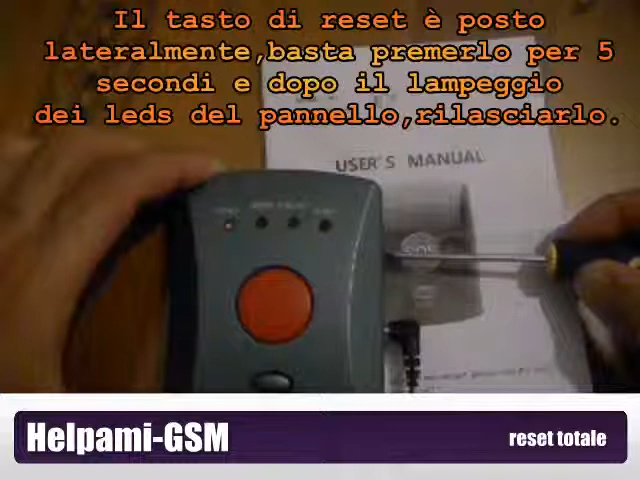 Il tasto di reset è posto
lateralmente,basta premerlo per 5
secondi e dopo il lampeggio
dei leds del pannello,rilasciarlo.
USER'S MANUAL
SOS
Helpami-GSM
reset totale